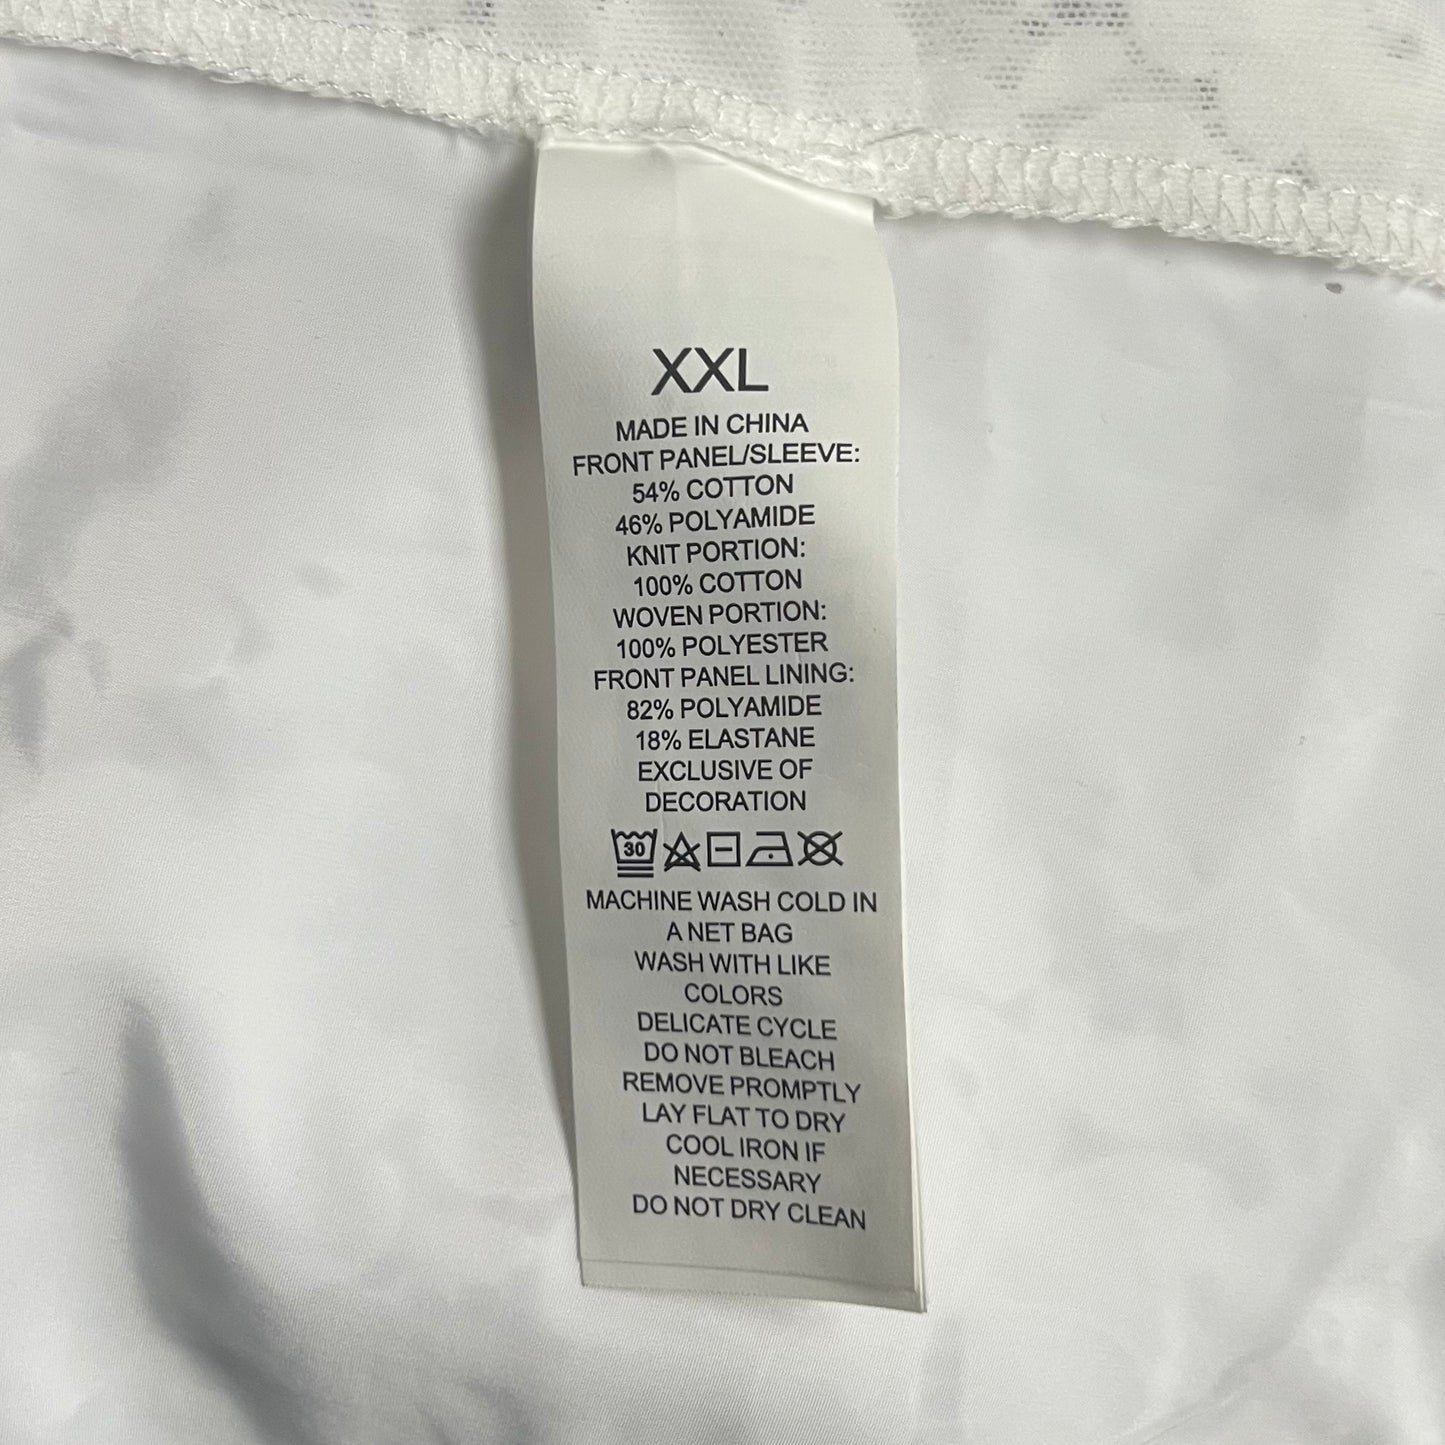 XXL
MADE IN CHINA
FRONT PANEL/SLEEVE:
54% COTTON
46% POLYAMIDE
KNIT PORTION:
100% COTTON
WOVEN PORTION:
100% POLYESTER
FRONT PANEL LINING:
82% POLYAMIDE
18% ELASTANE
EXCLUSIVE OF
DECORATION
30
MACHINE WASH COLD IN
A NET BAG
WASH WITH LIKE
COLORS
DELICATE CYCLE
DO NOT BLEACH
REMOVE PROMPTLY
LAY FLAT TO DRY
COOL IRON IF
NECESSARY
DO NOT DRY CLEAN